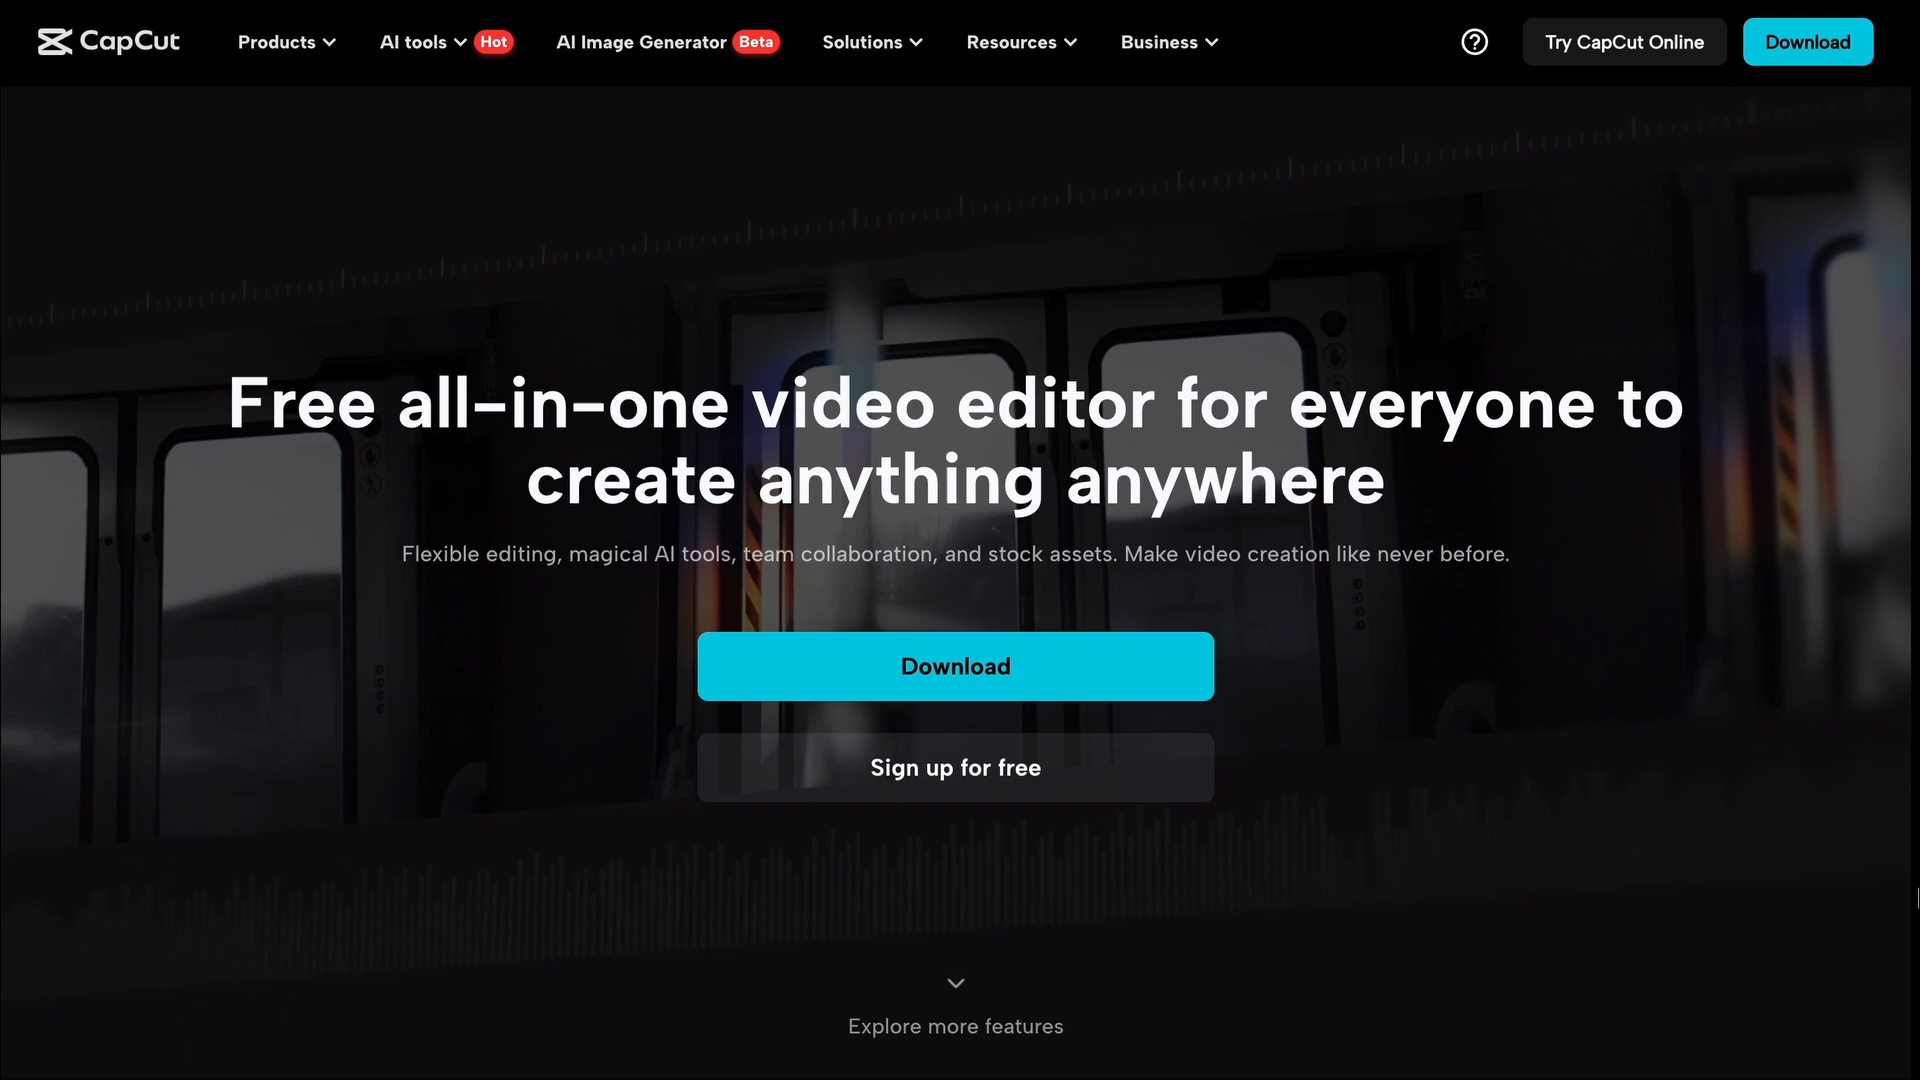 CapCut
Products
AI tools Hot
AI Image Generator Beta
Solutions
Resources
Business
Try CapCut Online
Download
Free all-in-one video editor for everyone to
create anything anywhere
Flexible editing, magical AI tools, team collaboration, and stock assets. Make video creation like never before.
Download
Sign up for free
Explore more features